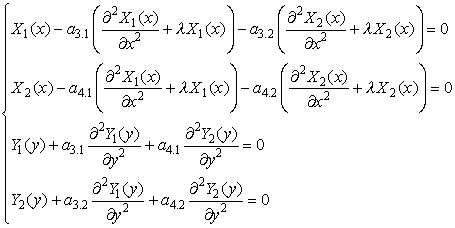 X₁(x) − a₃.₁(∂²X₁(x)/∂x² + λX₁(x)) − a₃.₂(∂²X₂(x)/∂x² + λX₂(x)) = 0
X₂(x) − a₄.₁(∂²X₁(x)/∂x² + λX₁(x)) − a₄.₂(∂²X₂(x)/∂x² + λX₂(x)) = 0
Y₁(y) + a₃.₁ ∂²Y₁(y)/∂y² + a₄.₁ ∂²Y₂(y)/∂y² = 0
Y₂(y) + a₃.₂ ∂²Y₁(y)/∂y² + a₄.₂ ∂²Y₂(y)/∂y² = 0